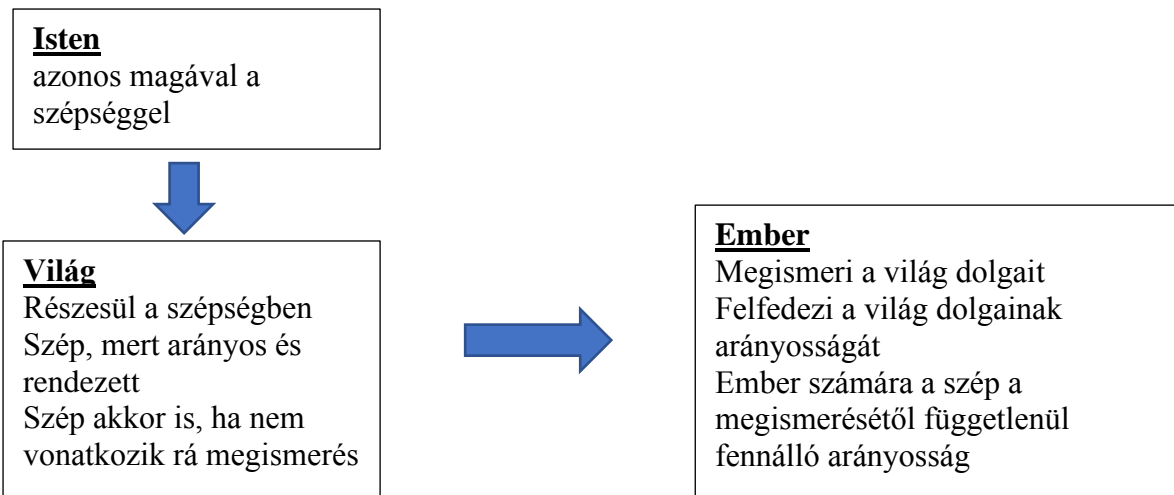 Isten
azonos magával a
szépséggel
Világ
Részesül a szépségben
Szép, mert arányos és
rendezett
Szép akkor is, ha nem
vonatkozik rá megismerés
Ember
Megismeri a világ dolgait
Felfedezi a világ dolgainak
arányosságát
Ember számára a szép a
megismerésétől függetlenül
fennálló arányosság